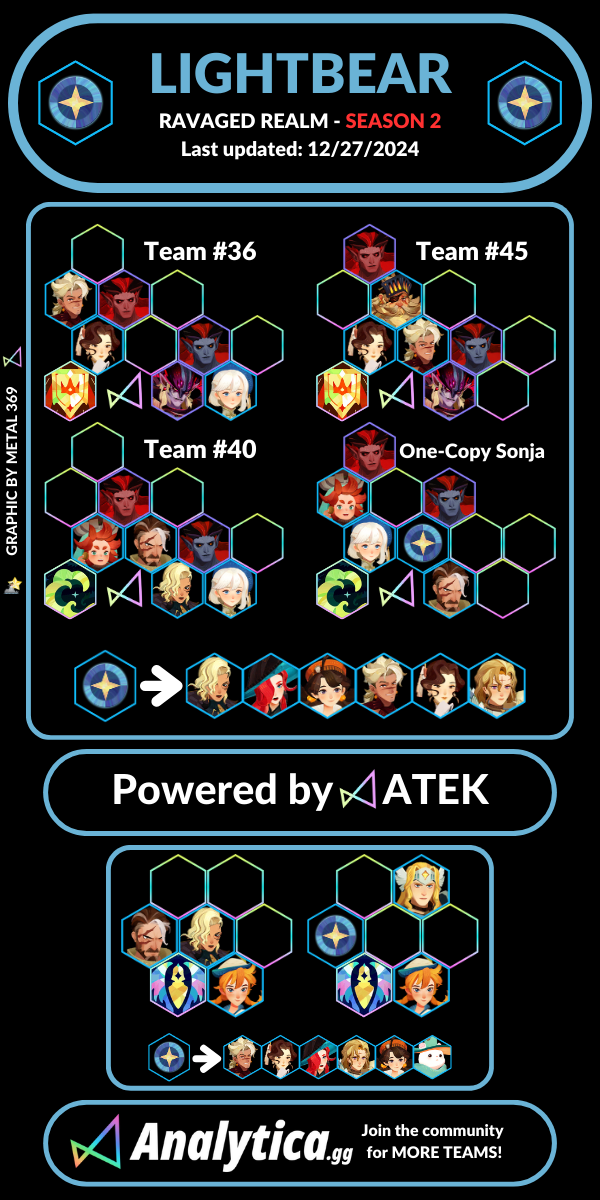 LIGHTBEAR
RAVAGED REALM - SEASON 2
Last updated: 12/27/2024
Team #36
Team #45
Team #40
One-Copy Sonja
GRAPHIC BY METAL 369
Powered by ATEK
Analytica.gg
Join the community
for MORE TEAMS!